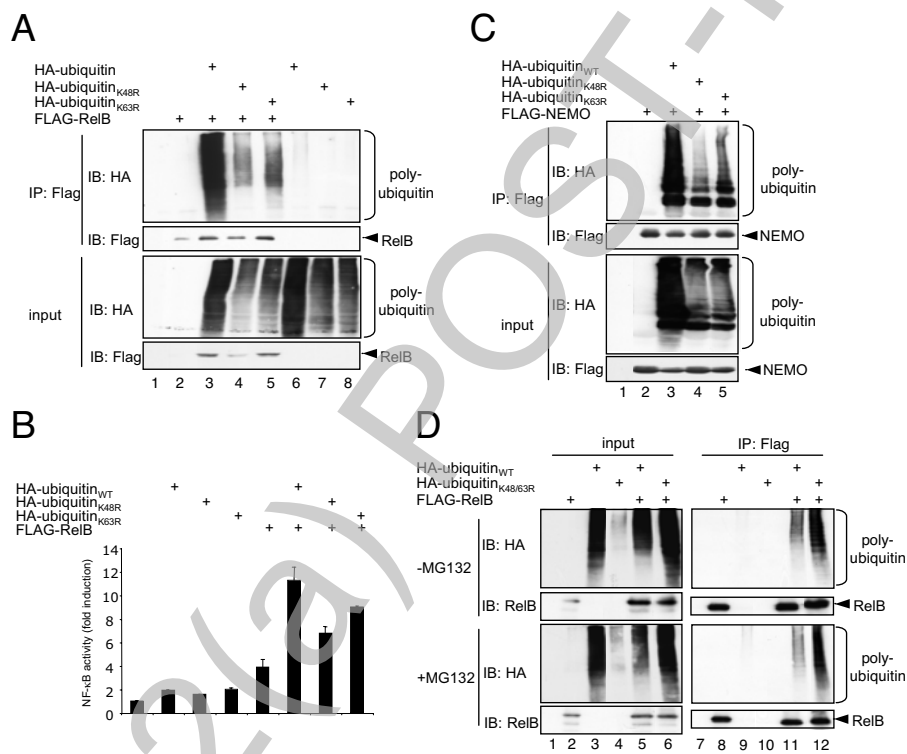 A
HA-ubiquitin +   +
HA-ubiquitinK48R +   +
HA-ubiquitinK63R +   +
FLAG-RelB + + + +
IP: Flag
IB: HA
poly-ubiquitin
IB: Flag
RelB
input
IB: HA
poly-ubiquitin
IB: Flag
RelB
1 2 3 4 5 6 7 8
B
HA-ubiquitinWT +   +
HA-ubiquitinK48R +   +
HA-ubiquitinK63R +   +
FLAG-RelB + + + +
NF-κB activity (fold induction)
14
12
10
8
6
4
2
0
C
HA-ubiquitinWT +
HA-ubiquitinK48R +
HA-ubiquitinK63R +
FLAG-NEMO + + + +
IP: Flag
IB: HA
poly-ubiquitin
IB: Flag
NEMO
input
IB: HA
poly-ubiquitin
IB: Flag
NEMO
1 2 3 4 5
D
input IP: Flag
HA-ubiquitinWT + + + +
HA-ubiquitinK48/63R + + + +
FLAG-RelB + + + + + +
-MG132
IB: HA
poly-ubiquitin
IB: RelB
RelB
+MG132
IB: HA
poly-ubiquitin
IB: RelB
RelB
1 2 3 4 5 6 7 8 9 10 11 12
2(a) POST-